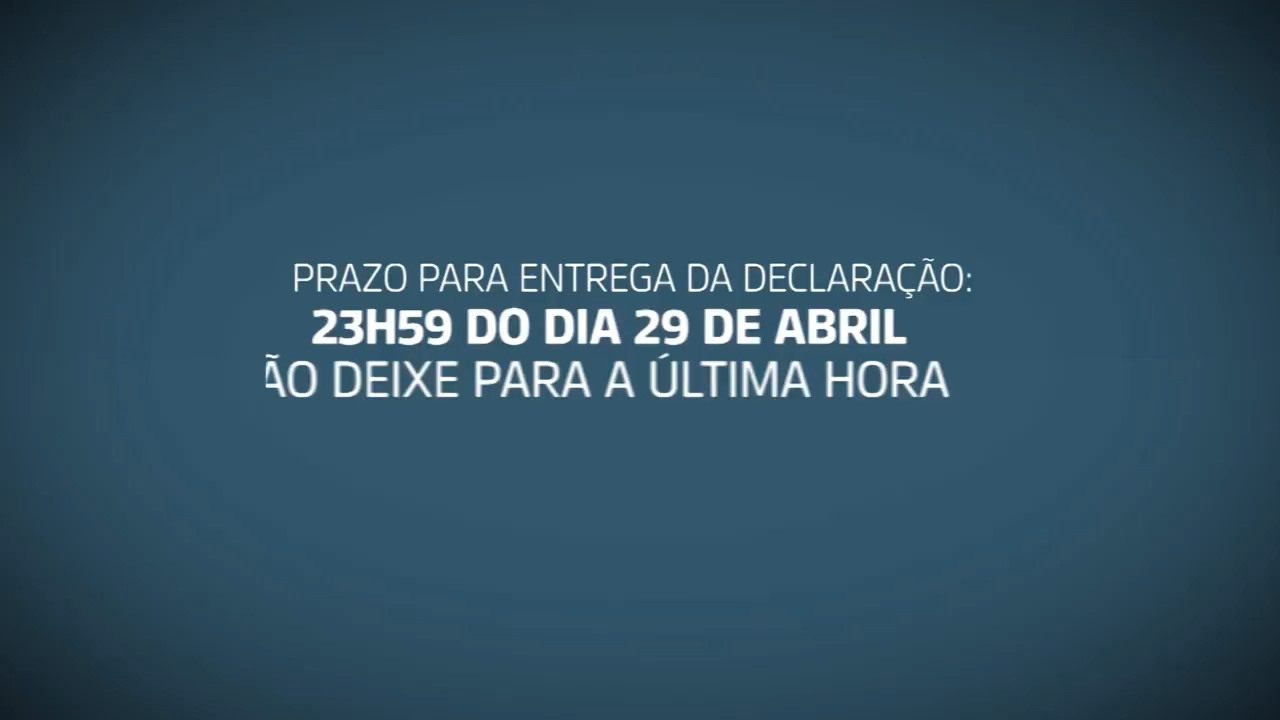 PRAZO PARA ENTREGA DA DECLARAÇÃO:
23H59 DO DIA 29 DE ABRIL
ÃO DEIXE PARA A ÚLTIMA HORA